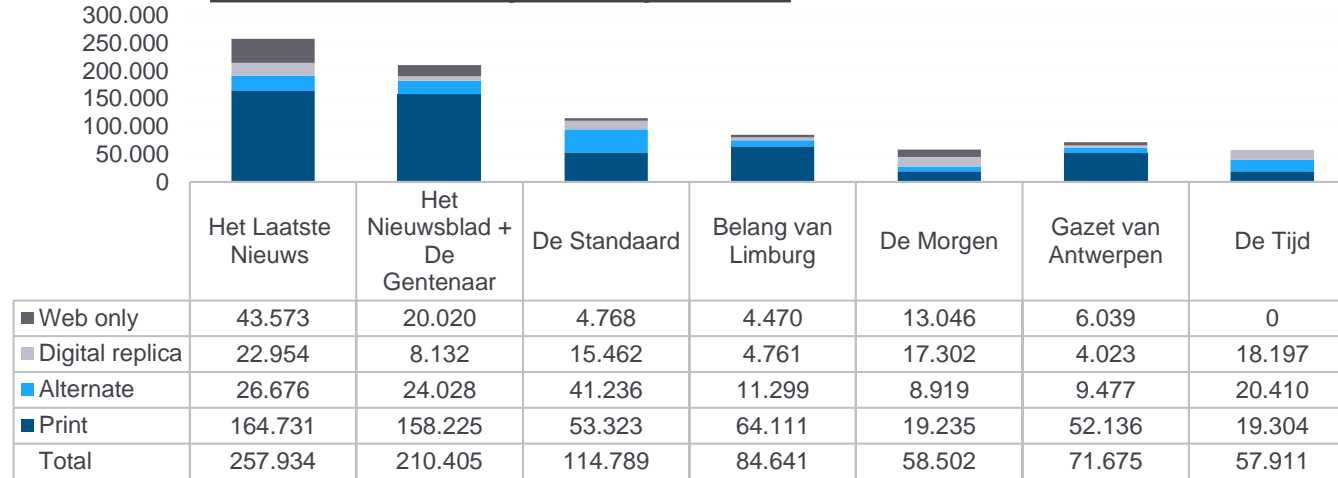 300.000
250.000
200.000
150.000
100.000
50.000
0
Het Laatste Nieuws
Het Nieuwsblad + De Gentenaar
De Standaard
Belang van Limburg
De Morgen
Gazet van Antwerpen
De Tijd
Web only 43.573 20.020 4.768 4.470 13.046 6.039 0
Digital replica 22.954 8.132 15.462 4.761 17.302 4.023 18.197
Alternate 26.676 24.028 41.236 11.299 8.919 9.477 20.410
Print 164.731 158.225 53.323 64.111 19.235 52.136 19.304
Total 257.934 210.405 114.789 84.641 58.502 71.675 57.911